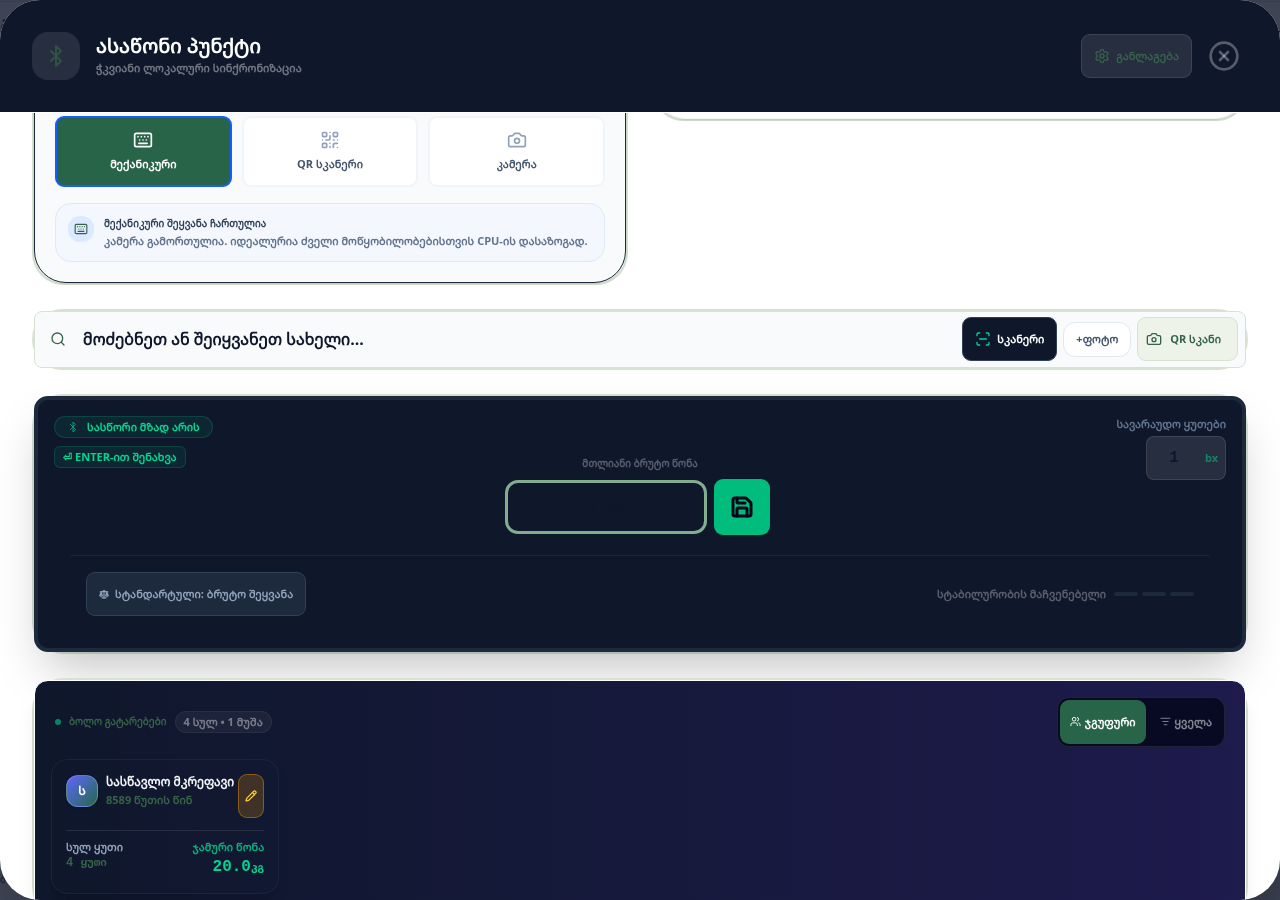 ასაწონი პუნქტი
ჭკვიანი ლოკალური სინქრონიზაცია
განლაგება
მექანიკური
QR სკანერი
კამერა
მექანიკური შეყვანა ჩართულია
კამერა გამორთულია. იდეალურია ძველი მოწყობილობებისთვის CPU-ის დასაზოგად.
მოძებნეთ ან შეიყვანეთ სახელი...
სკანერი
+ფოტო
QR სკანი
სასწორი მზად არის
⏎ ENTER-ით შენახვა
სავარაუდო ყუთები
1 bx
მთლიანი ბრუტო წონა
სტანდარტული: ბრუტო შეყვანა
სტაბილურობის მაჩვენებელი
ბოლო გატარებები
4 სულ • 1 მუშა
ჯგუფური
ყველა
ს
სასწავლო მკრეფავი
8589 წუთის წინ
სულ ყუთი
4 ყუთი
ჯამური წონა
20.0კგ